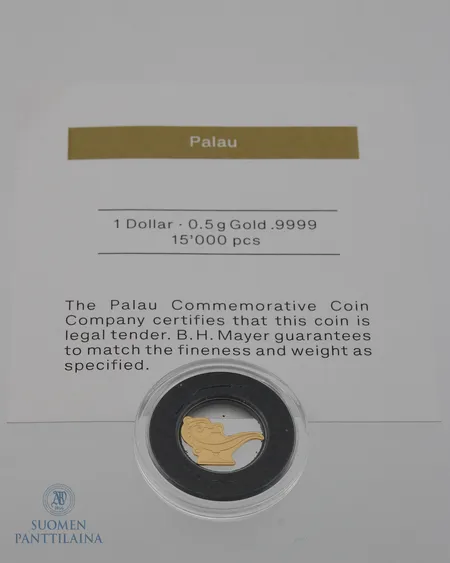 Palau
1 Dollar · 0.5 g Gold .9999
15'000 pcs
The Palau Commemorative Coin
Company certifies that this coin is
legal tender. B.H. Mayer guarantees
to match the fineness and weight as
specified.
SUOMEN
PANTTILAINA